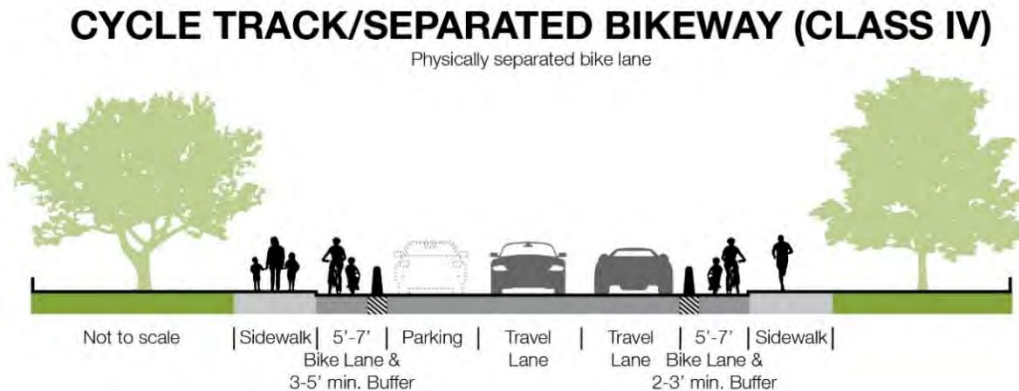 CYCLE TRACK/SEPARATED BIKEWAY (CLASS IV)
Physically separated bike lane
Not to scale
Sidewalk
5'-7'
Bike Lane &
3-5' min. Buffer
Parking
Travel
Lane
Travel
Lane
5'-7'
Bike Lane &
2-3' min. Buffer
Sidewalk